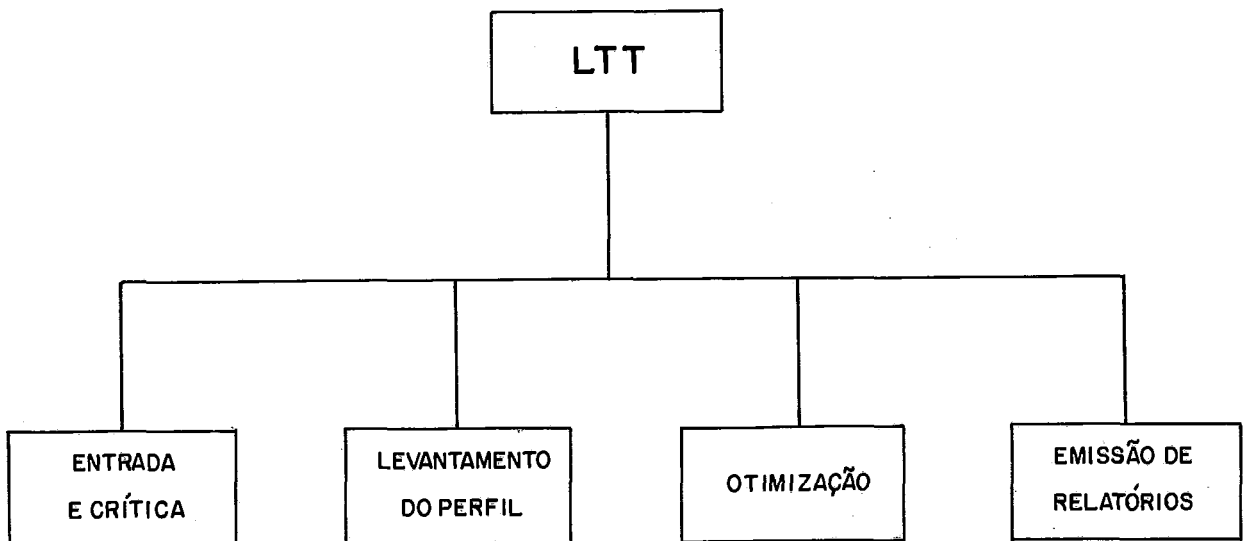 LTT
ENTRADA
E CRÍTICA
LEVANTAMENTO
DO PERFIL
OTIMIZAÇÃO
EMISSÃO DE
RELATÓRIOS